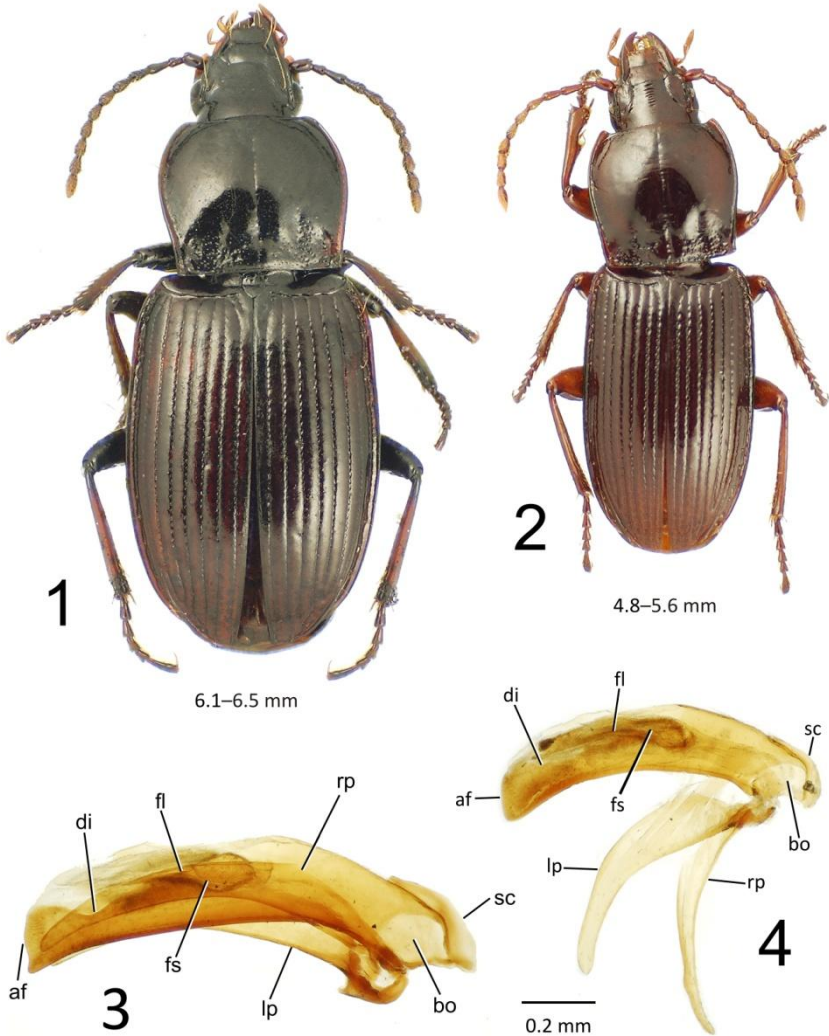 1
6.1–6.5 mm
2
4.8–5.6 mm
di
fl
fs
af
sc
bo
lp
rp
4
0.2 mm
di
fl
rp
fs
sc
af
lp
bo
3